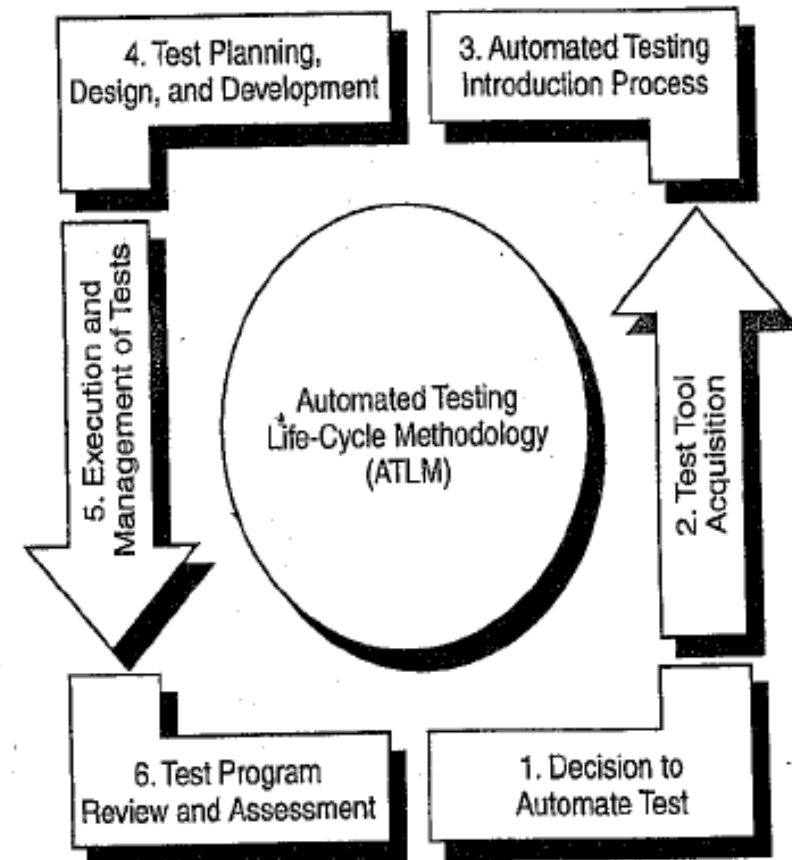 4. Test Planning,
Design, and Development
3. Automated Testing
Introduction Process
5. Execution and
Management of Tests
Automated Testing
Life-Cycle Methodology
(ATLM)
2. Test Tool
Acquisition
6. Test Program
Review and Assessment
1. Decision to
Automate Test